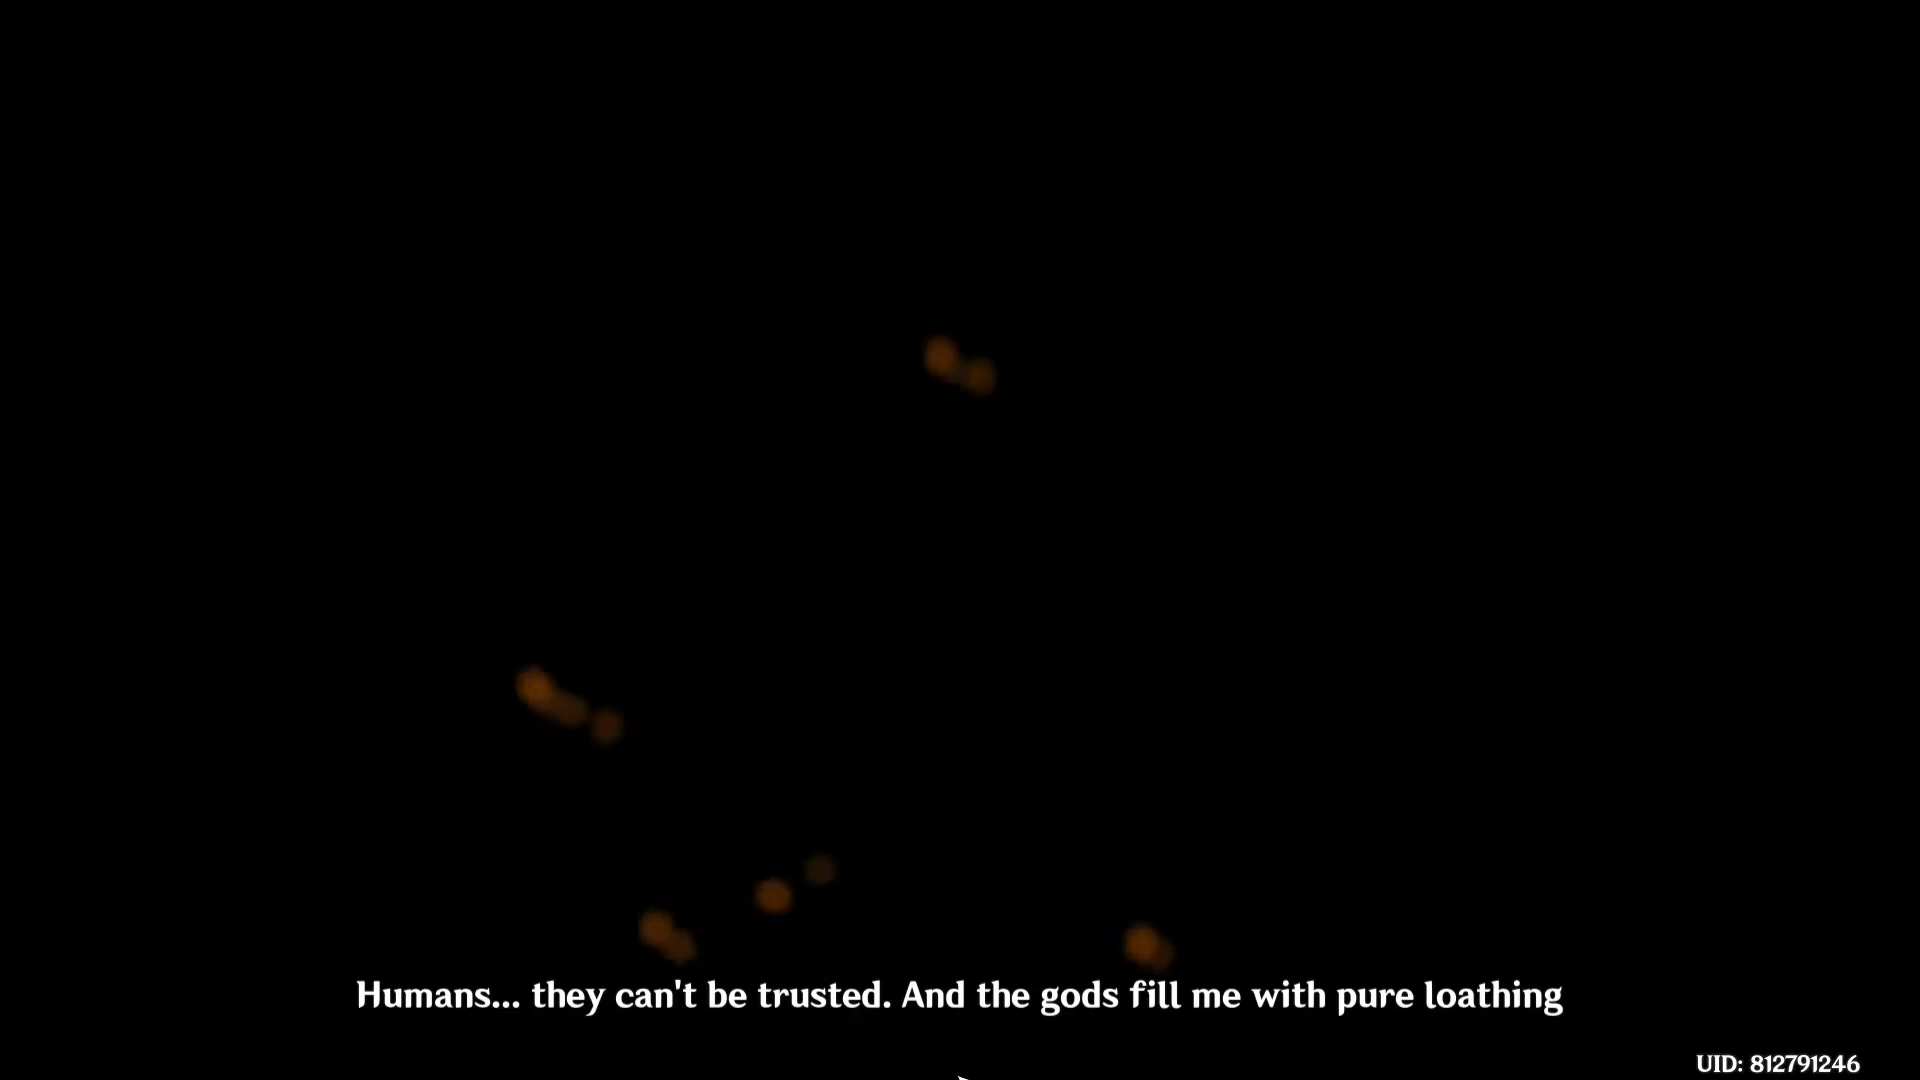 Humans... they can't be trusted. And the gods fill me with pure loathing
UID: 812791246